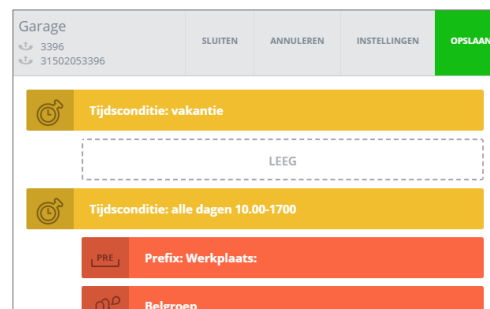 Garage
3396
31502053396
SLUITEN
ANNULEREN
INSTELLINGEN
OPSLAAN
Tijdsconditie: vakantie
LEEG
Tijdsconditie: alle dagen 10.00-1700
PRE
Prefix: Werkplaats:
Belgroep